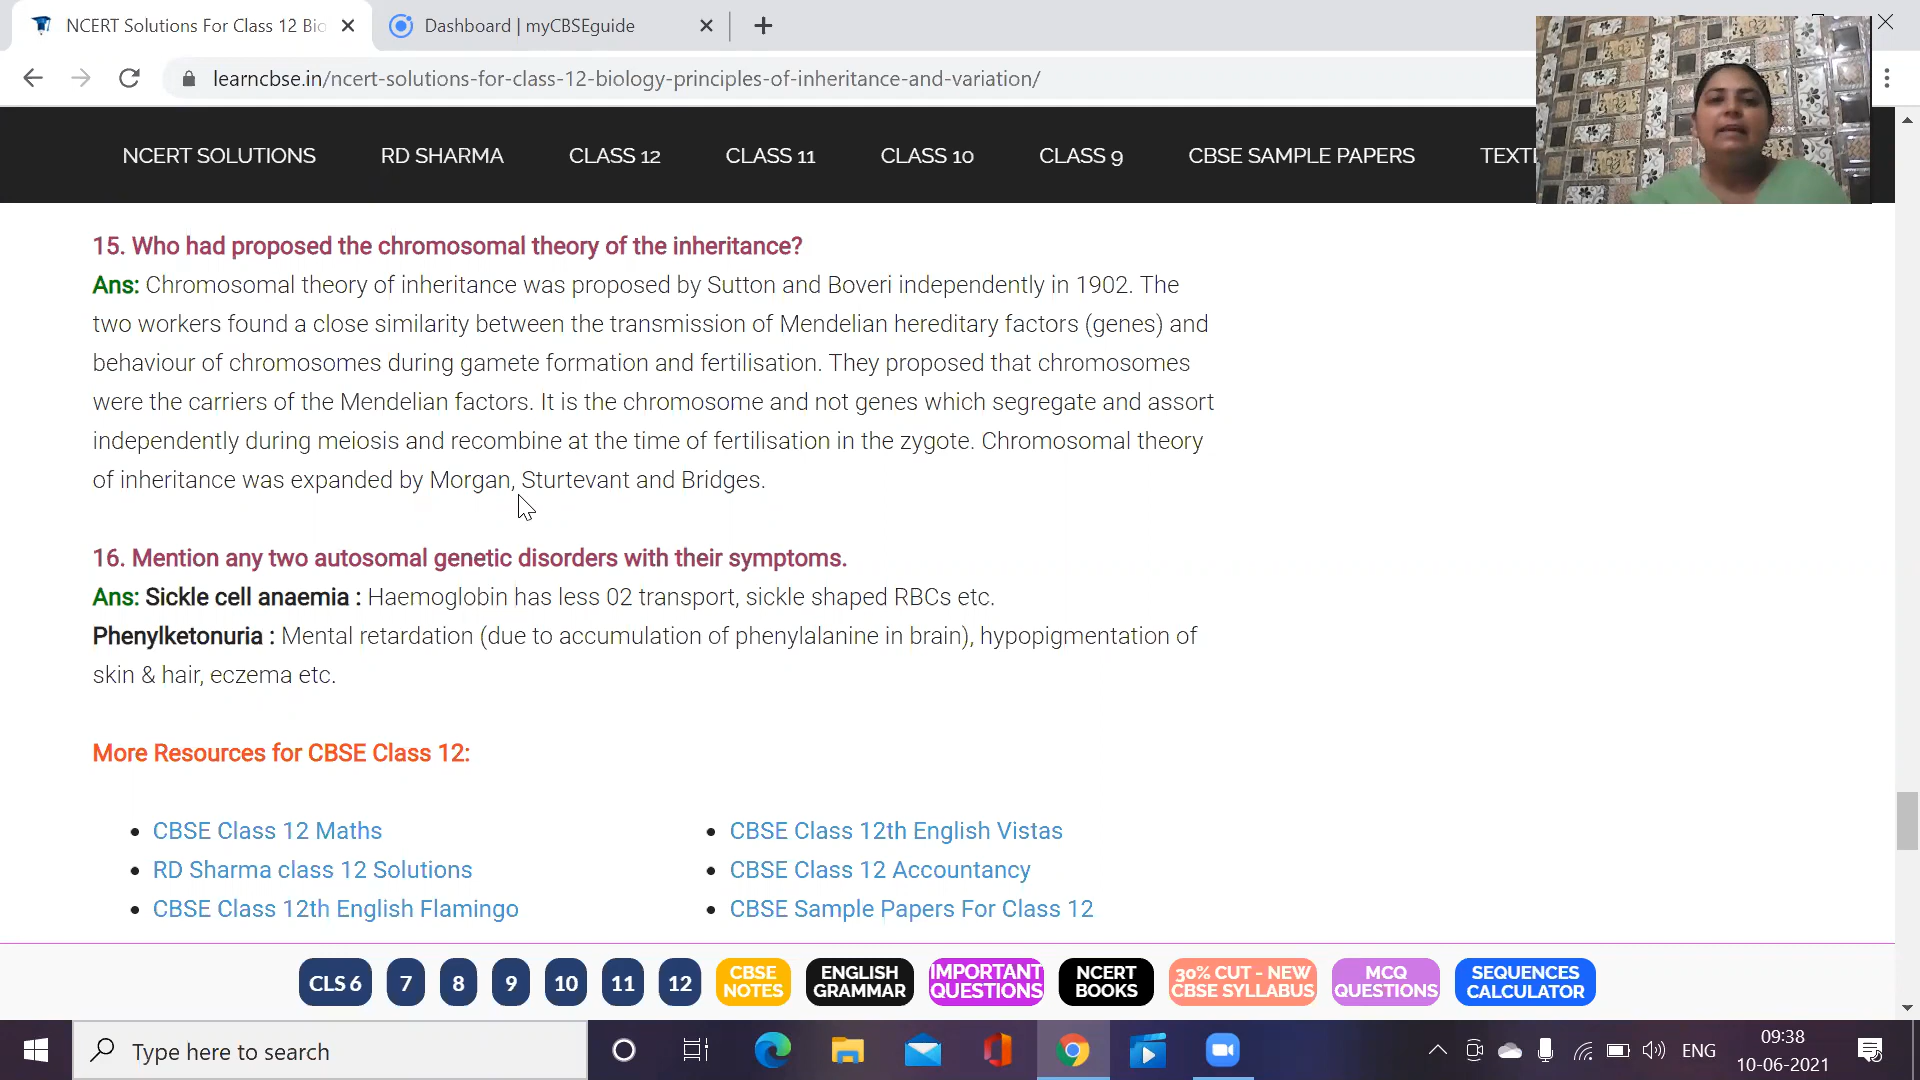 NCERT Solutions For Class 12 Bio
Dashboard | myCBSEguide
learncbse.in/ncert-solutions-for-class-12-biology-principles-of-inheritance-and-variation/
NCERT SOLUTIONS RD SHARMA CLASS 12 CLASS 11 CLASS 10 CLASS 9 CBSE SAMPLE PAPERS
15. Who had proposed the chromosomal theory of the inheritance?
Ans: Chromosomal theory of inheritance was proposed by Sutton and Boveri independently in 1902. The
two workers found a close similarity between the transmission of Mendelian hereditary factors (genes) and
behaviour of chromosomes during gamete formation and fertilisation. They proposed that chromosomes
were the carriers of the Mendelian factors. It is the chromosome and not genes which segregate and assort
independently during meiosis and recombine at the time of fertilisation in the zygote. Chromosomal theory
of inheritance was expanded by Morgan, Sturtevant and Bridges.
16. Mention any two autosomal genetic disorders with their symptoms.
Ans: Sickle cell anaemia : Haemoglobin has less 02 transport, sickle shaped RBCs etc.
Phenylketonuria : Mental retardation (due to accumulation of phenylalanine in brain), hypopigmentation of
skin & hair, eczema etc.
More Resources for CBSE Class 12:
CBSE Class 12 Maths
RD Sharma class 12 Solutions
CBSE Class 12th English Flamingo
CBSE Class 12th English Vistas
CBSE Class 12 Accountancy
CBSE Sample Papers For Class 12
CLS 6 7 8 9 10 11 12
CBSE
NOTES
ENGLISH
GRAMMAR
IMPORTANT
QUESTIONS
NCERT
BOOKS
30% CUT - NEW
CBSE SYLLABUS
MCQ
QUESTIONS
SEQUENCES
CALCULATOR
Type here to search
ENG
09:38
10-06-2021